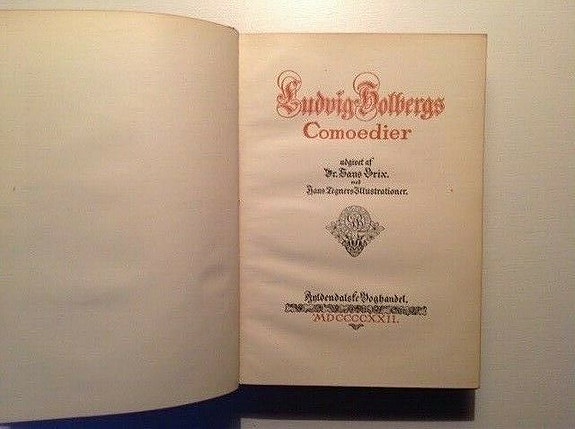 Ludvig Holbergs
Comoedier
udgivet af
Dr. Hans Brix.
med
Hans Tegners Illustrationer.
Gyldendalske Boghandel.
MDCCCCXXII.